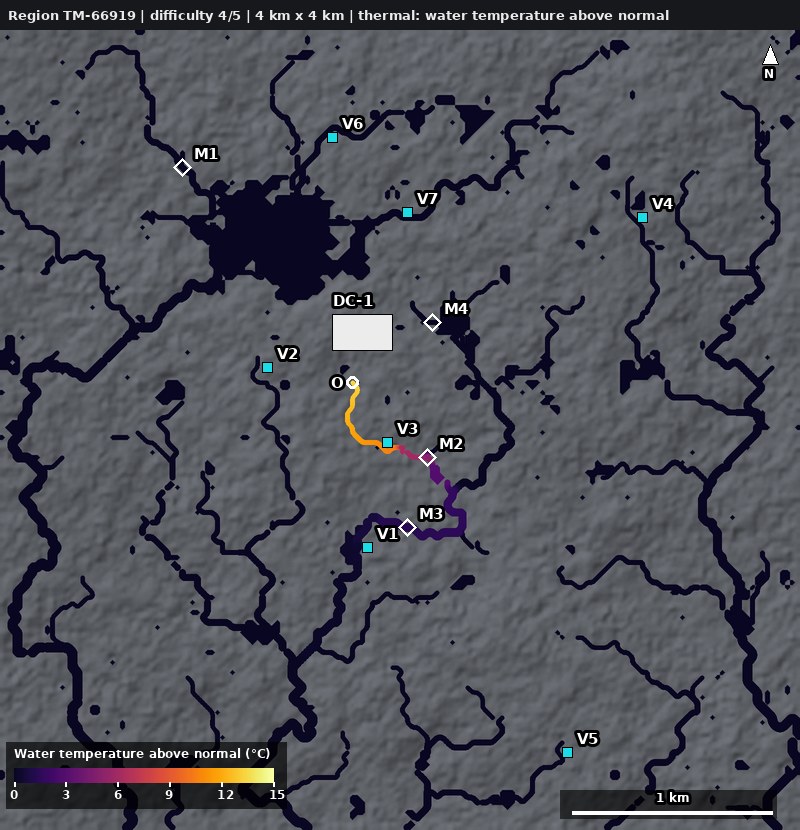 Region TM-66919 | difficulty 4/5 | 4 km x 4 km | thermal: water temperature above normal
N
V6
M1
V7
V4
DC-1
M4
V2
O
V3
M2
M3
V1
V5
Water temperature above normal (°C)
0 3 6 9 12 15
1 km